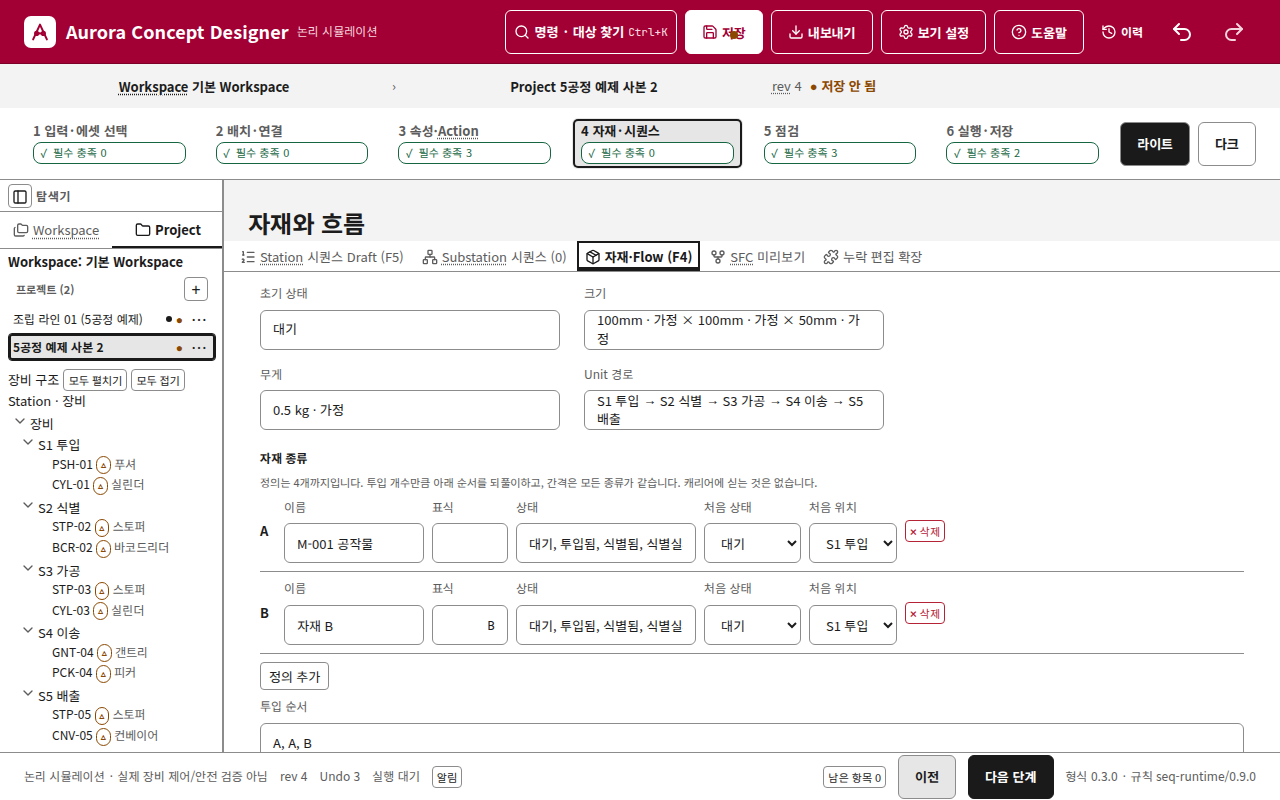 Aurora Concept Designer 논리 시뮬레이션
명령 · 대상 찾기 Ctrl+K
저장
내보내기
보기 설정
도움말
이력
Workspace 기본 Workspace
›
Project 5공정 예제 사본 2
rev 4 ● 저장 안 됨
1 입력·에셋 선택
✓ 필수 충족 0
2 배치·연결
✓ 필수 충족 0
3 속성·Action
✓ 필수 충족 3
4 자재·시퀀스
✓ 필수 충족 0
5 점검
✓ 필수 충족 3
6 실행·저장
✓ 필수 충족 2
라이트
다크
탐색기
Workspace
Project
Workspace: 기본 Workspace
프로젝트 (2)
+
조립 라인 01 (5공정 예제) ● ● ···
5공정 예제 사본 2 ● ···
장비 구조 모두 펼치기 모두 접기
Station · 장비
장비
S1 투입
PSH-01 푸셔
CYL-01 실린더
S2 식별
STP-02 스토퍼
BCR-02 바코드리더
S3 가공
STP-03 스토퍼
CYL-03 실린더
S4 이송
GNT-04 갠트리
PCK-04 피커
S5 배출
STP-05 스토퍼
CNV-05 컨베이어
자재와 흐름
Station 시퀀스 Draft (F5)
Substation 시퀀스 (0)
자재·Flow (F4)
SFC 미리보기
누락 편집 확장
초기 상태
대기
크기
100mm · 가정 × 100mm · 가정 × 50mm · 가
정
무게
0.5 kg · 가정
Unit 경로
S1 투입 → S2 식별 → S3 가공 → S4 이송 → S5
배출
자재 종류
정의는 4개까지입니다. 투입 개수만큼 아래 순서를 되풀이하고, 간격은 모든 종류가 같습니다. 캐리어에 싣는 것은 없습니다.
이름 표식 상태 처음 상태 처음 위치
A M-001 공작물 대기, 투입됨, 식별됨, 식별실 대기 S1 투입 × 삭제
이름 표식 상태 처음 상태 처음 위치
B 자재 B B 대기, 투입됨, 식별됨, 식별실 대기 S1 투입 × 삭제
정의 추가
투입 순서
A, A, B
논리 시뮬레이션 · 실제 장비 제어/안전 검증 아님 rev 4 Undo 3 실행 대기 알림
남은 항목 0
이전
다음 단계
형식 0.3.0 · 규칙 seq-runtime/0.9.0